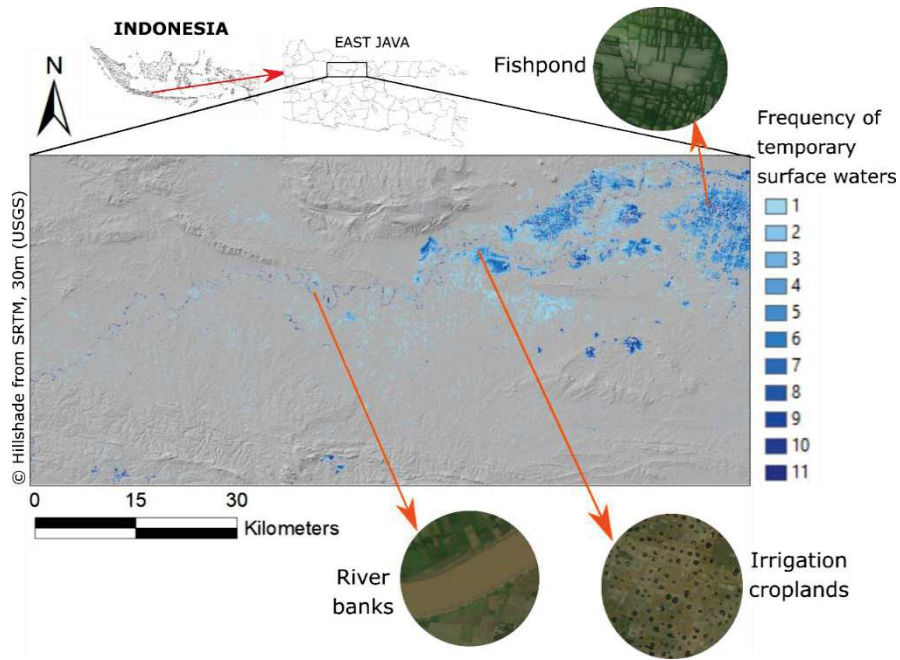 INDONESIA
EAST JAVA
N
Fishpond
Frequency of
temporary
surface waters
1
2
3
4
5
6
7
8
9
10
11
© Hillshade from SRTM, 30m (USGS)
0 15 30
Kilometers
River
banks
Irrigation
croplands